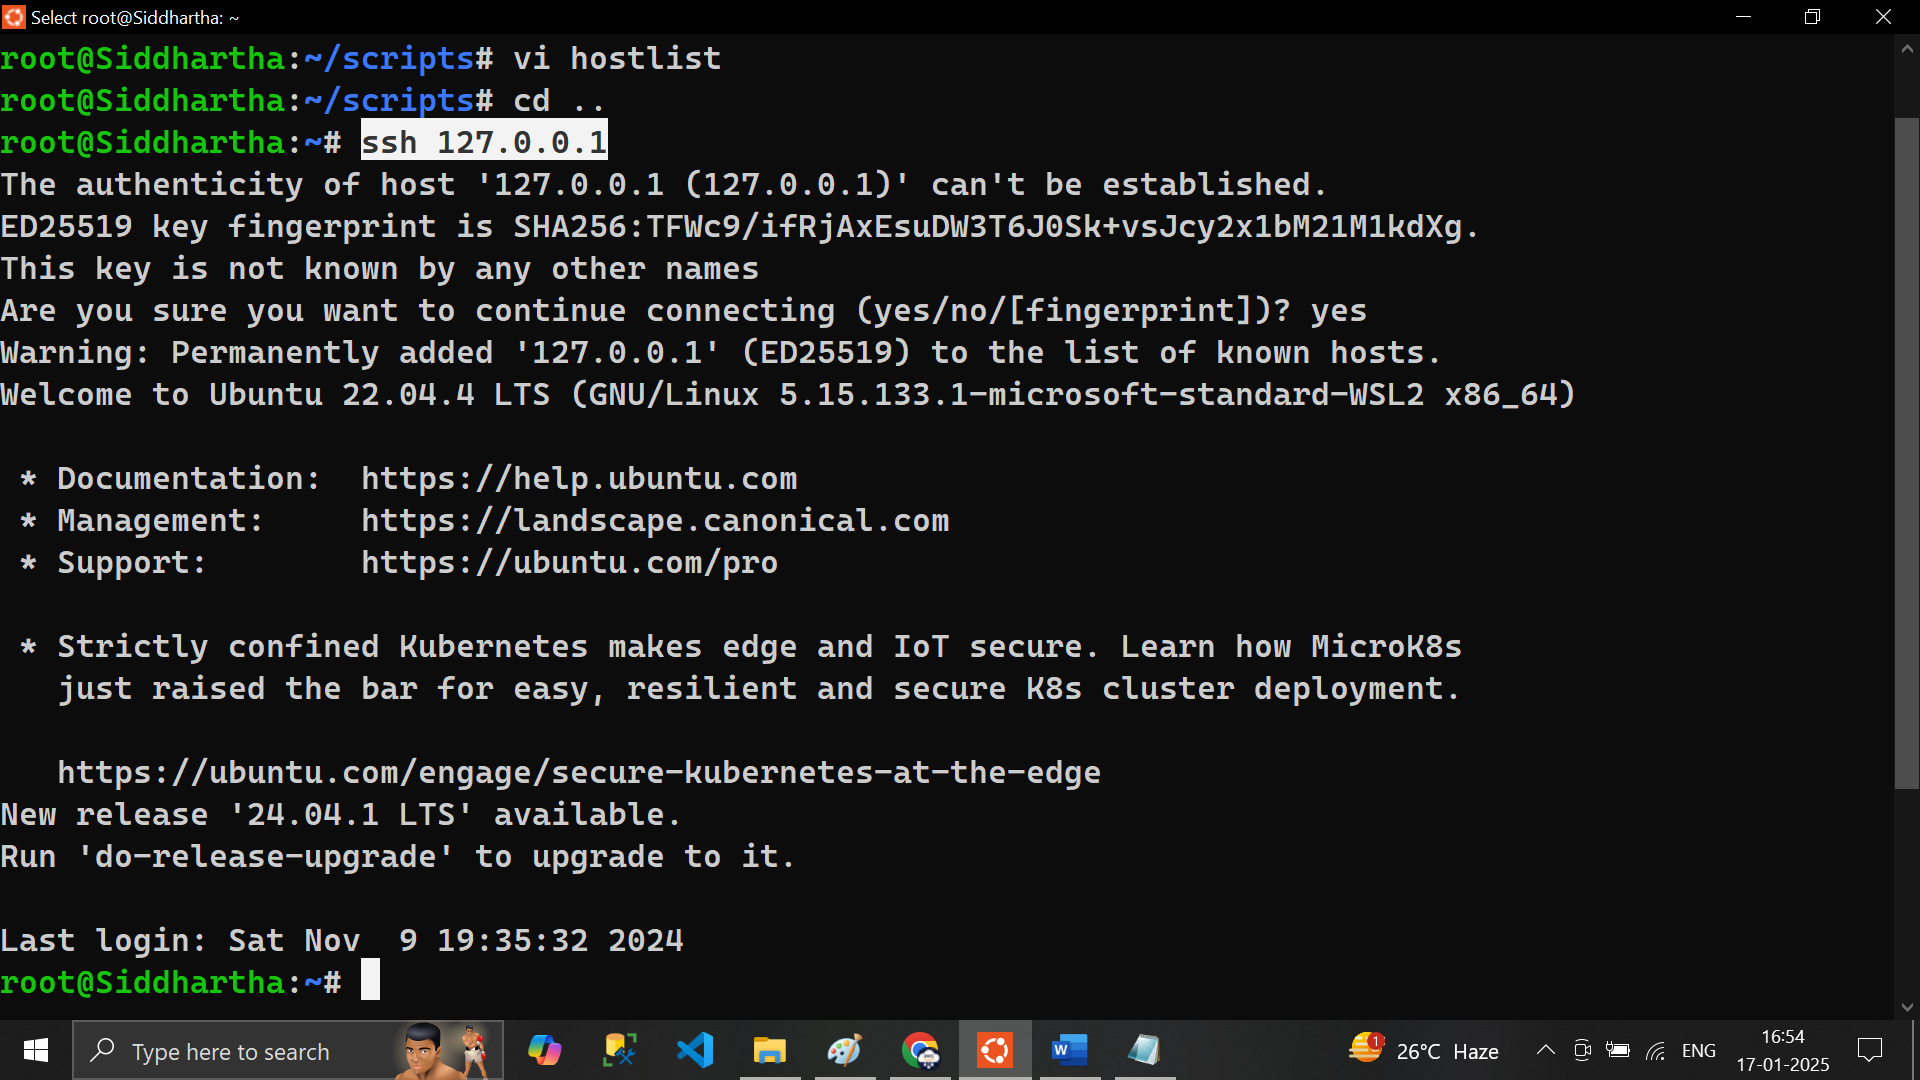 Select root@Siddhartha: ~
root@Siddhartha:~/scripts# vi hostlist
root@Siddhartha:~/scripts# cd ..
root@Siddhartha:~# ssh 127.0.0.1
The authenticity of host '127.0.0.1 (127.0.0.1)' can't be established.
ED25519 key fingerprint is SHA256:TFWc9/ifRjAxEsuDW3T6J0Sk+vsJcy2x1bM21M1kdXg.
This key is not known by any other names
Are you sure you want to continue connecting (yes/no/[fingerprint])? yes
Warning: Permanently added '127.0.0.1' (ED25519) to the list of known hosts.
Welcome to Ubuntu 22.04.4 LTS (GNU/Linux 5.15.133.1-microsoft-standard-WSL2 x86_64)
* Documentation:  https://help.ubuntu.com
* Management:     https://landscape.canonical.com
* Support:        https://ubuntu.com/pro
* Strictly confined Kubernetes makes edge and IoT secure. Learn how MicroK8s
just raised the bar for easy, resilient and secure K8s cluster deployment.
https://ubuntu.com/engage/secure-kubernetes-at-the-edge
New release '24.04.1 LTS' available.
Run 'do-release-upgrade' to upgrade to it.
Last login: Sat Nov  9 19:35:32 2024
root@Siddhartha:~#
Type here to search
W
1
26°C Haze
ENG
16:54
17-01-2025